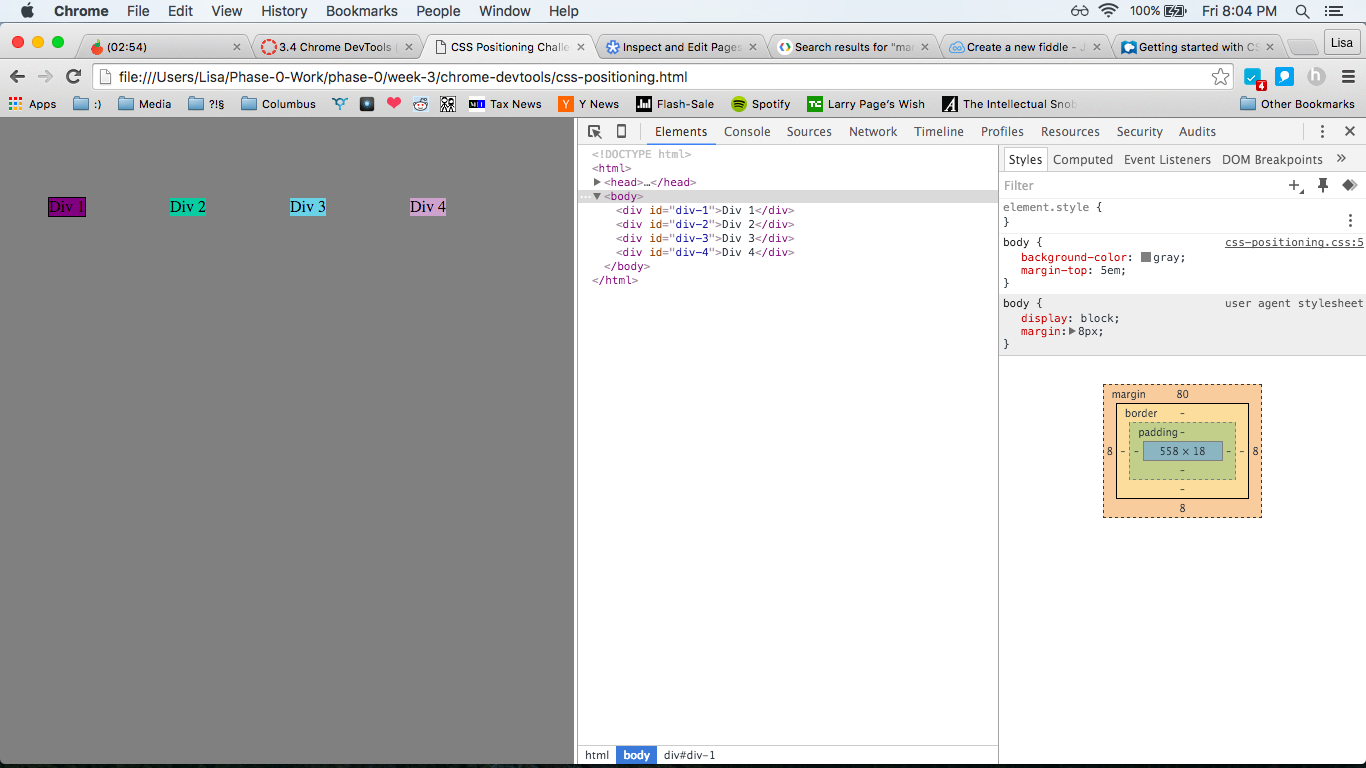 Chrome File Edit View History Bookmarks People Window Help 100% Fri 8:04 PM
(02:54) 3.4 Chrome DevTools ( CSS Positioning Challe Inspect and Edit Pages Search results for "mar Create a new fiddle - J Getting started with CS Lisa
file:///Users/Lisa/Phase-0-Work/phase-0/week-3/chrome-devtools/css-positioning.html 4
Apps :) Media ?!§ Columbus Tax News Y Y News Flash-Sale Spotify TC Larry Page's Wish A The Intellectual Snob Other Bookmarks
Elements Console Sources Network Timeline Profiles Resources Security Audits
<!DOCTYPE html>
<html>
<head>…</head>
<body>
<div id="div-1">Div 1</div>
<div id="div-2">Div 2</div>
<div id="div-3">Div 3</div>
<div id="div-4">Div 4</div>
</body>
</html>
Div 1 Div 2 Div 3 Div 4
Styles Computed Event Listeners DOM Breakpoints »
Filter
element.style {
}
body { css-positioning.css:5
background-color: gray;
margin-top: 5em;
}
body { user agent stylesheet
display: block;
margin: 8px;
}
margin 80
border -
padding -
8 - - 558 × 18 - - 8
-
-
8
html body div#div-1